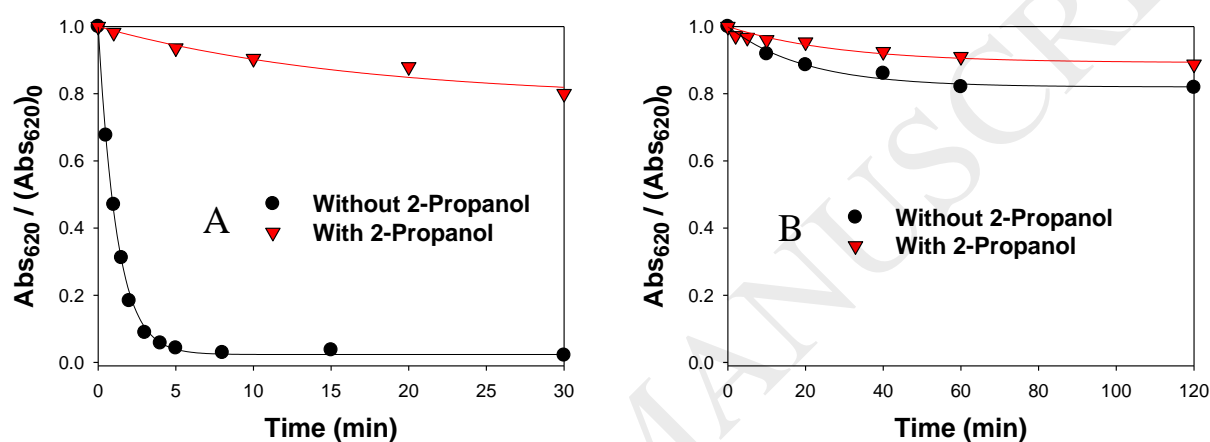 Abs620 / (Abs620)0
1.0
0.8
0.6
0.4
0.2
0.0
A
Without 2-Propanol
With 2-Propanol
0 5 10 15 20 25 30
Time (min)
Abs620 / (Abs620)0
1.0
0.8
0.6
0.4
0.2
0.0
B
Without 2-Propanol
With 2-Propanol
0 20 40 60 80 100 120
Time (min)
MANUSCR